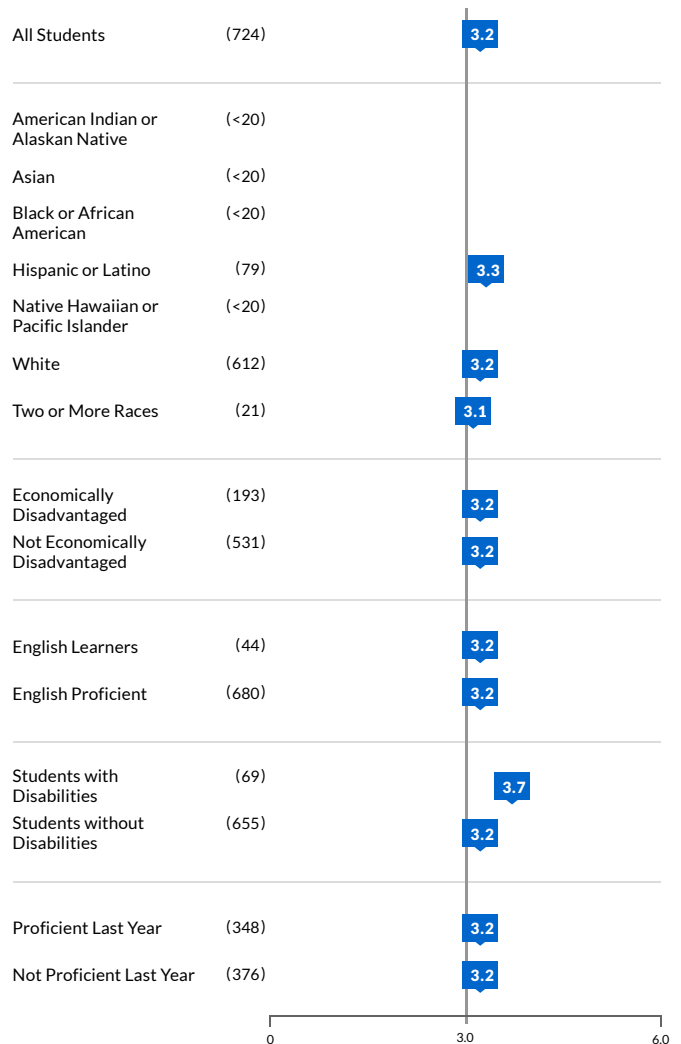 All Students (724) 3.2
American Indian or (<20)
Alaskan Native
Asian (<20)
Black or African (<20)
American
Hispanic or Latino (79) 3.3
Native Hawaiian or (<20)
Pacific Islander
White (612) 3.2
Two or More Races (21) 3.1
Economically (193) 3.2
Disadvantaged
Not Economically (531) 3.2
Disadvantaged
English Learners (44) 3.2
English Proficient (680) 3.2
Students with (69) 3.7
Disabilities
Students without (655) 3.2
Disabilities
Proficient Last Year (348) 3.2
Not Proficient Last Year (376) 3.2
0 3.0 6.0